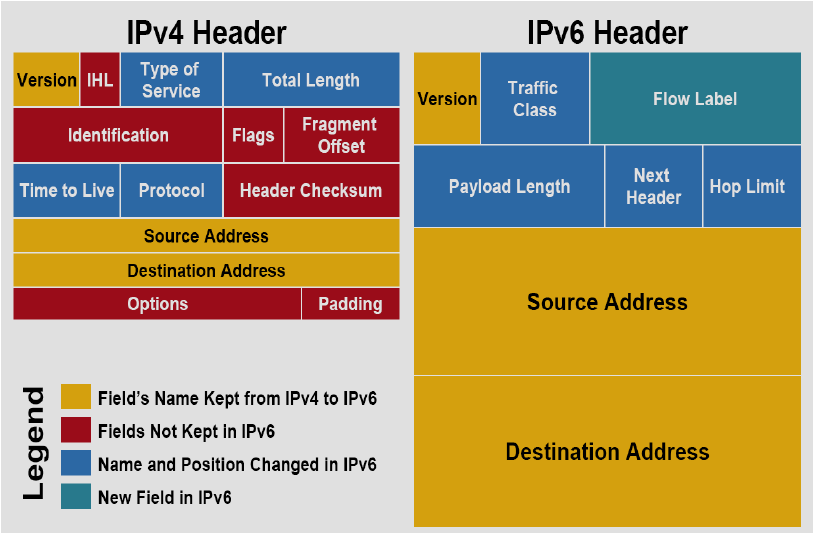 IPv4 Header
Version
IHL
Type of
Service
Total Length
Identification
Flags
Fragment
Offset
Time to Live
Protocol
Header Checksum
Source Address
Destination Address
Options
Padding
IPv6 Header
Version
Traffic
Class
Flow Label
Payload Length
Next
Header
Hop Limit
Source Address
Destination Address
Legend
Field's Name Kept from IPv4 to IPv6
Fields Not Kept in IPv6
Name and Position Changed in IPv6
New Field in IPv6